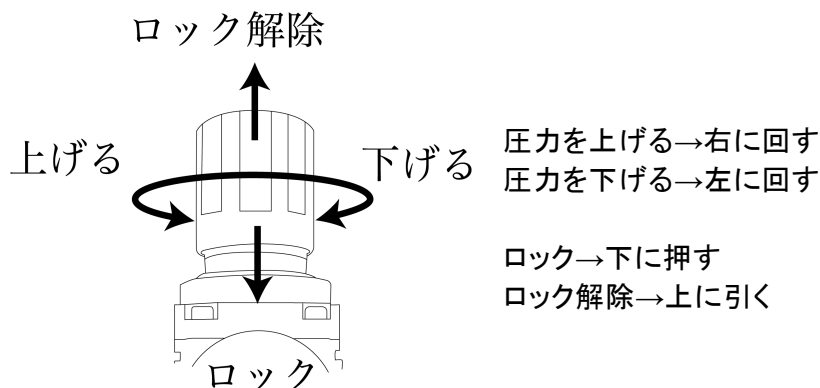 ロック解除
上げる
下げる
ロック
圧力を上げる→右に回す
圧力を下げる→左に回す
ロック→下に押す
ロック解除→上に引く